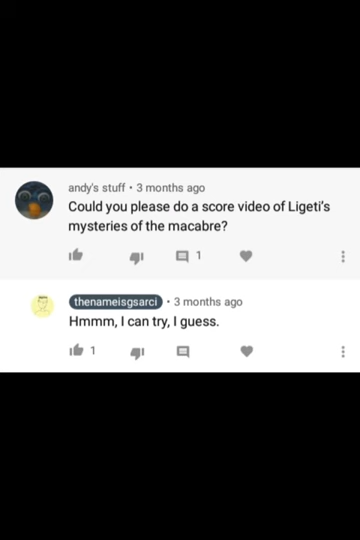 andy's stuff • 3 months ago
Could you please do a score video of Ligeti's
mysteries of the macabre?
1
thenameisgsarci • 3 months ago
Hmmm, I can try, I guess.
1